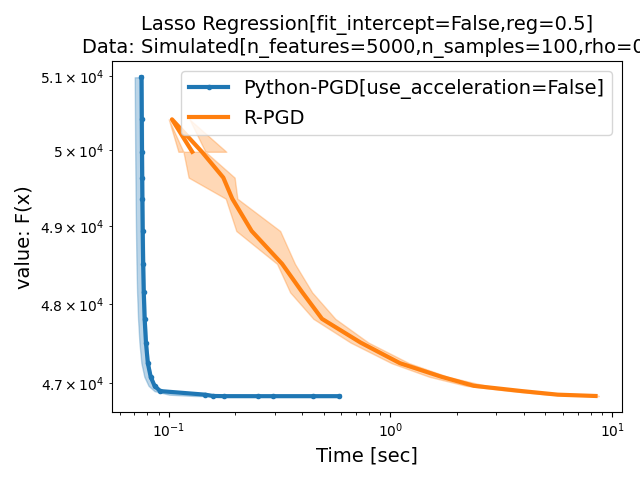 Lasso Regression[fit_intercept=False,reg=0.5]
Data: Simulated[n_features=5000,n_samples=100,rho=0
Python-PGD[use_acceleration=False]
R-PGD
value: F(x)
5.1 × 10⁴
5 × 10⁴
4.9 × 10⁴
4.8 × 10⁴
4.7 × 10⁴
10⁻¹
10⁰
10¹
Time [sec]